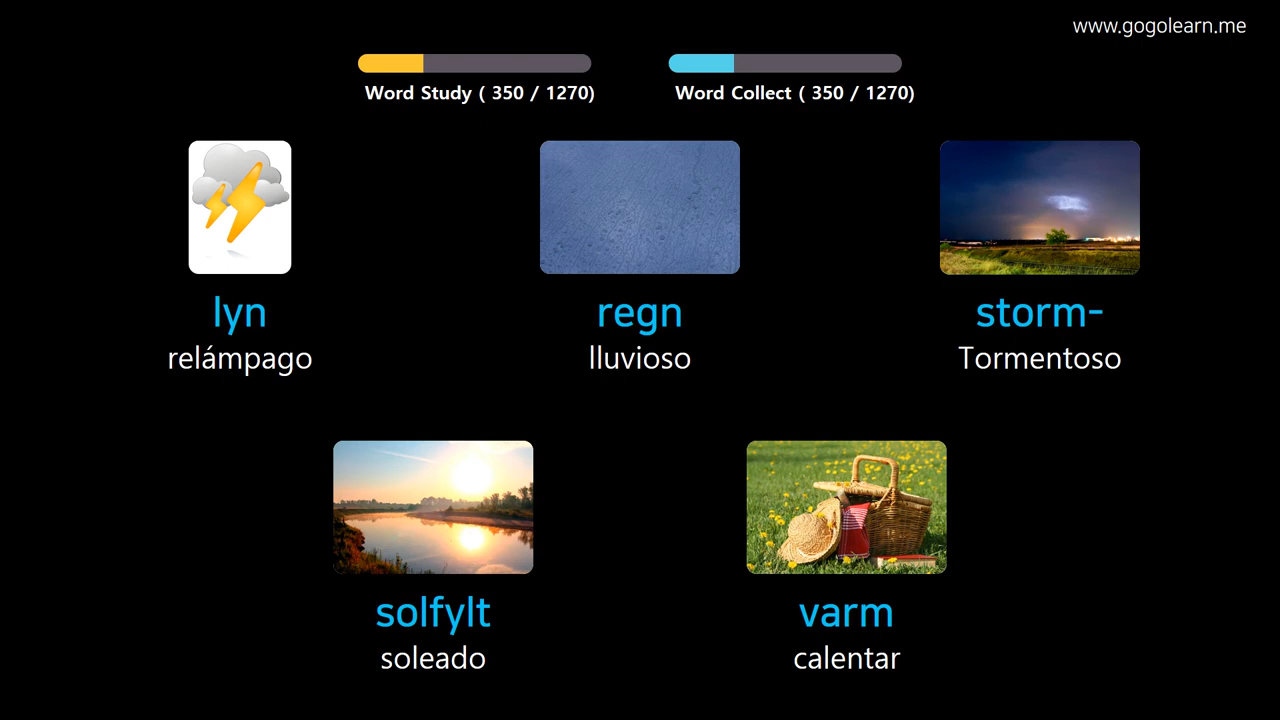 www.gogolearn.me
Word Study ( 350 / 1270)
Word Collect ( 350 / 1270)
lyn
relámpago
regn
lluvioso
storm-
Tormentoso
solfylt
soleado
varm
calentar